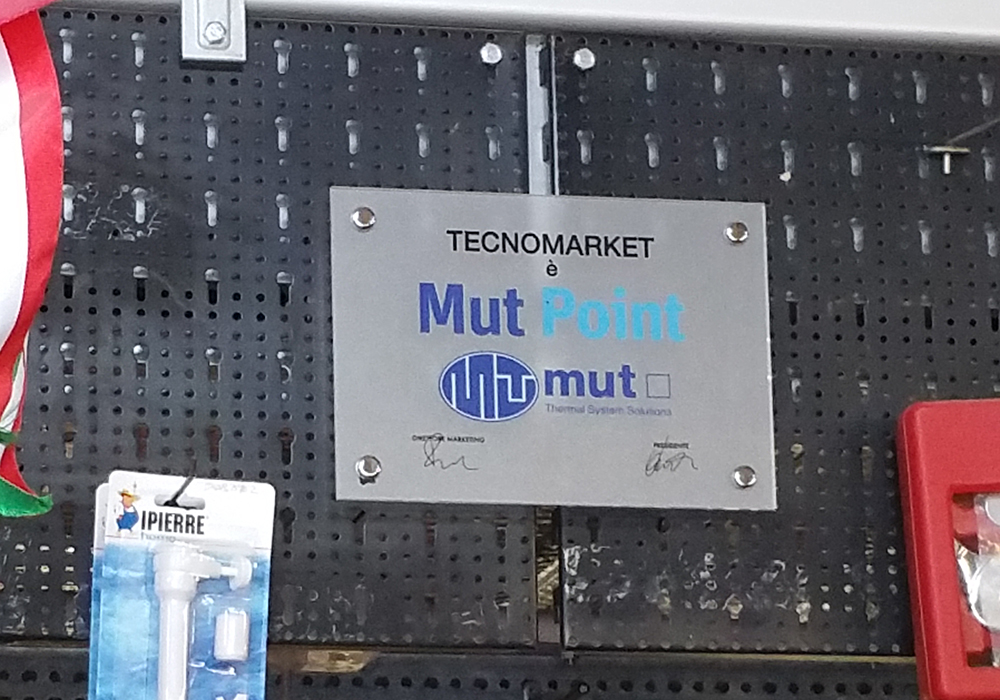 TECNOMARKET
è
Mut Point
mut
Thermal System Solutions
DIRETTORE MARKETING
PRESIDENTE
IPIERRE